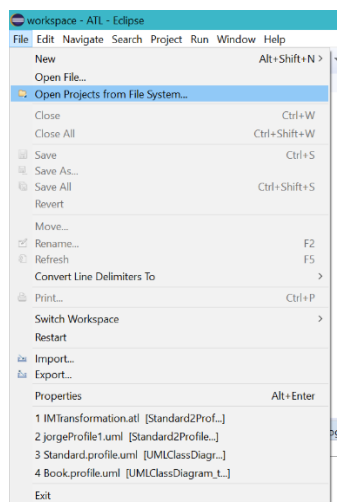 workspace - ATL - Eclipse
File Edit Navigate Search Project Run Window Help
New Alt+Shift+N >
Open File...
Open Projects from File System...
Close Ctrl+W
Close All Ctrl+Shift+W
Save Ctrl+S
Save As...
Save All Ctrl+Shift+S
Revert
Move...
Rename... F2
Refresh F5
Convert Line Delimiters To >
Print... Ctrl+P
Switch Workspace >
Restart
Import...
Export...
Properties Alt+Enter
1 IMTransformation.atl [Standard2Prof...]
2 jorgeProfile1.uml [Standard2Profile...]
3 Standard.profile.uml [UMLClassDiagr...]
4 Book.profile.uml [UMLClassDiagram_t...]
Exit